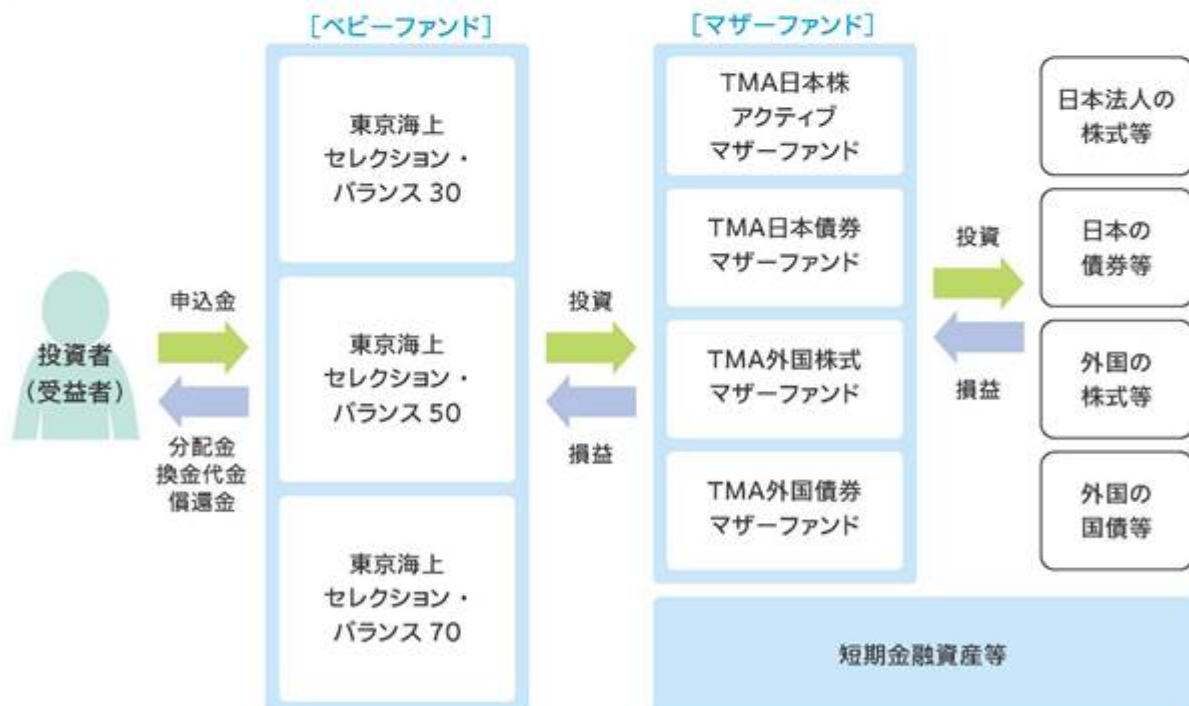 [ベビーファンド]
[マザーファンド]
投資者
(受益者)
申込金
分配金
換金代金
償還金
東京海上
セレクション・
バランス 30
東京海上
セレクション・
バランス 50
東京海上
セレクション・
バランス 70
投資
損益
TMA日本株
アクティブ
マザーファンド
TMA日本債券
マザーファンド
TMA外国株式
マザーファンド
TMA外国債券
マザーファンド
投資
損益
日本法人の
株式等
日本の
債券等
外国の
株式等
外国の
国債等
短期金融資産等